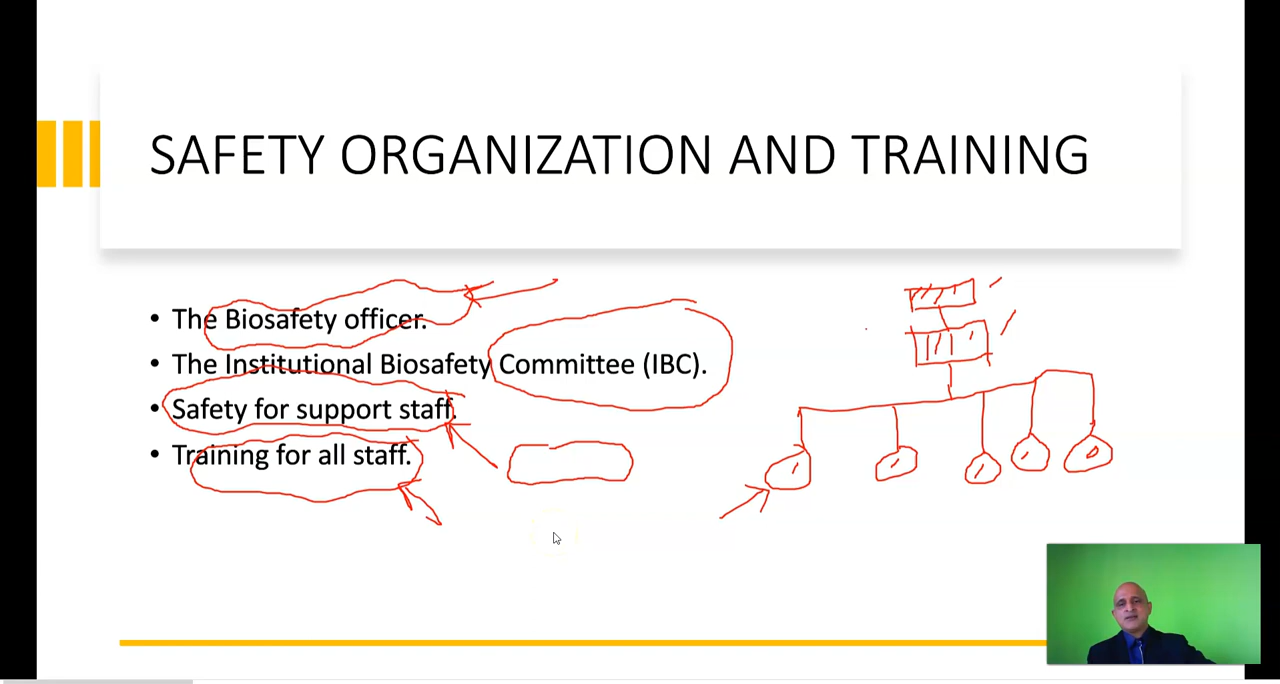 SAFETY ORGANIZATION AND TRAINING
• The Biosafety officer.
• The Institutional Biosafety Committee (IBC).
• Safety for support staff.
• Training for all staff.